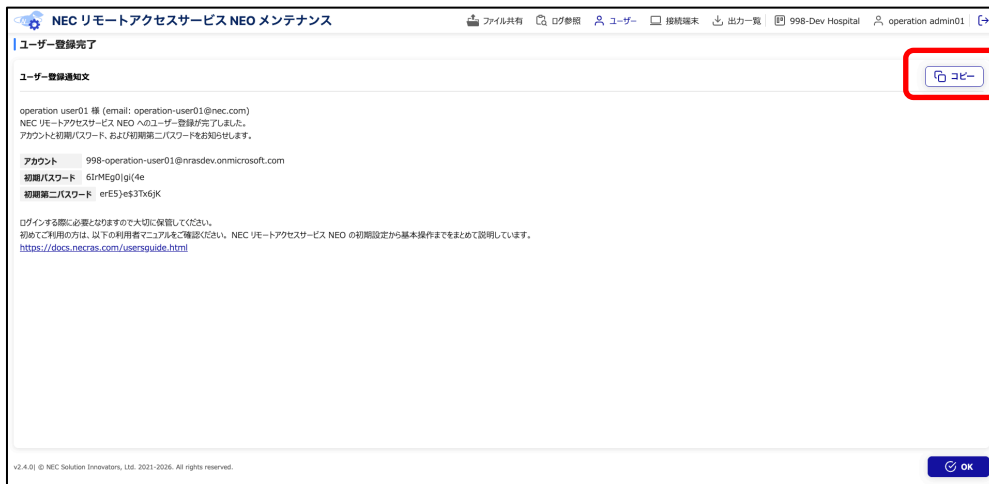 NEC リモートアクセスサービス NEO メンテナンス
ファイル共有
ログ参照
ユーザー
接続端末
出力一覧
998-Dev Hospital
operation admin01
ユーザー登録完了
ユーザー登録通知文
コピー
operation user01 様 (email: operation-user01@nec.com)
NEC リモートアクセスサービス NEO へのユーザー登録が完了しました。
アカウントと初期パスワード、および初期第二パスワードをお知らせします。
アカウント 998-operation-user01@nrasdev.onmicrosoft.com
初期パスワード 6IrMEg0|gi(4e
初期第二パスワード erE5}e$3Tx6jK
ログインする際に必要となりますので大切に保管してください。
初めてご利用の方は、以下の利用者マニュアルをご確認ください。NEC リモートアクセスサービス NEO の初期設定から基本操作までをまとめて説明しています。
https://docs.necras.com/usersguide.html
v2.4.0| © NEC Solution Innovators, Ltd. 2021-2026. All rights reserved.
OK